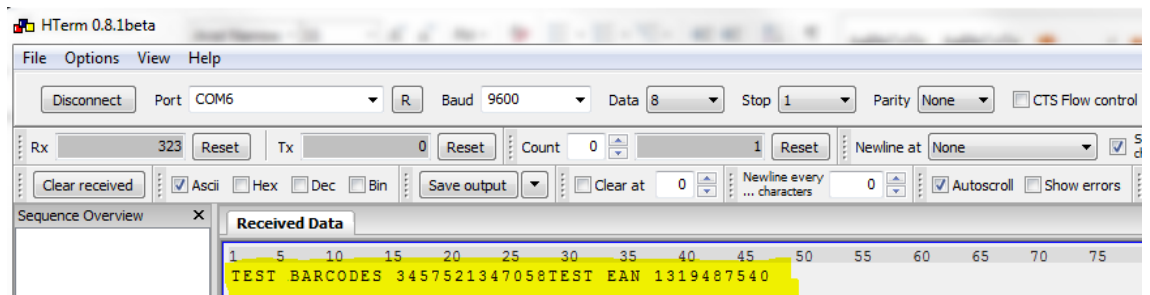 HTerm 0.8.1beta
File Options View Help
Disconnect Port COM6 R Baud 9600 Data 8 Stop 1 Parity None CTS Flow control
Rx 323 Reset Tx 0 Reset Count 0 1 Reset Newline at None
Clear received Ascii Hex Dec Bin Save output Clear at 0 Newline every ... characters 0 Autoscroll Show errors
Sequence Overview X Received Data
1 5 10 15 20 25 30 35 40 45 50 55 60 65 70 75
TEST BARCODES 3457521347058TEST EAN 1319487540